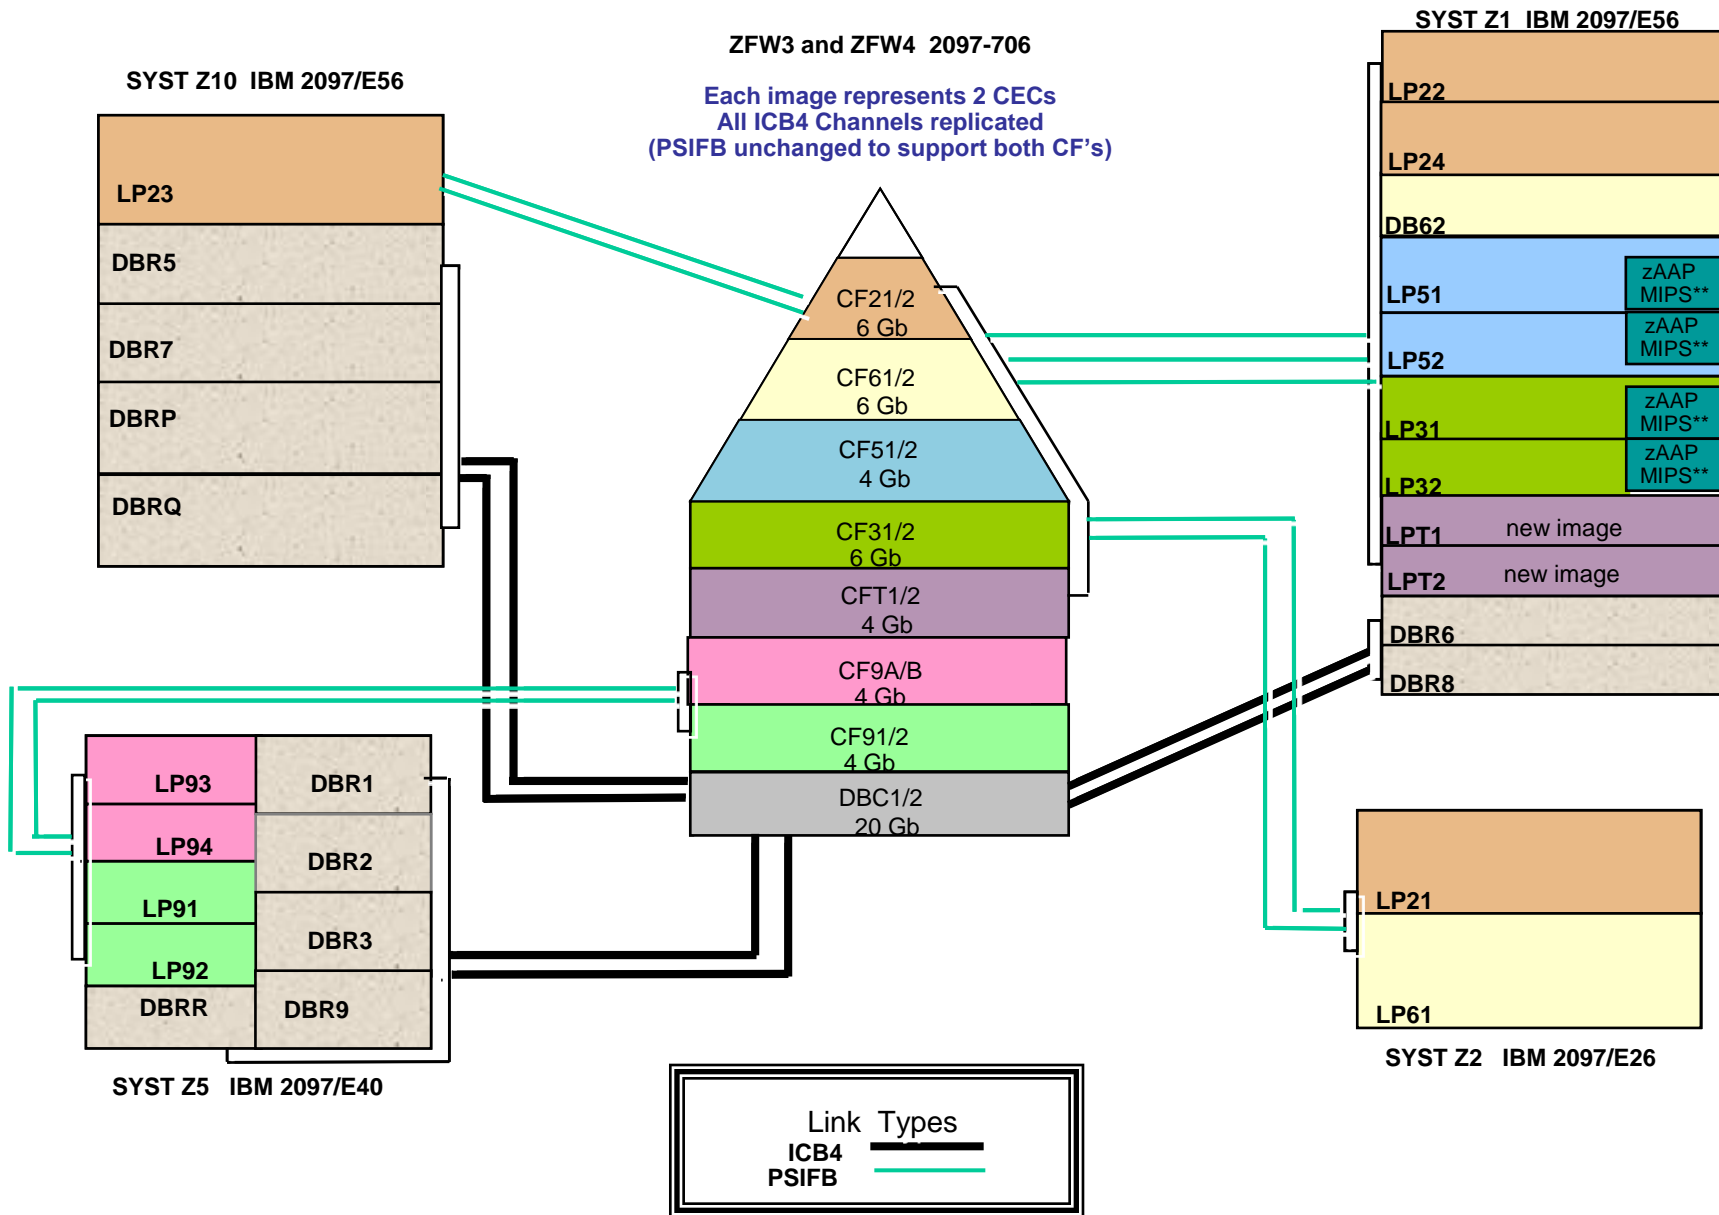 SYST Z10 IBM 2097/E56
LP23
DBR5
DBR7
DBRP
DBRQ
ZFW3 and ZFW4 2097-706
Each image represents 2 CECs
All ICB4 Channels replicated
(PSIFB unchanged to support both CF's)
CF21/2
6 Gb
CF61/2
6 Gb
CF51/2
4 Gb
CF31/2
6 Gb
CFT1/2
4 Gb
CF9A/B
4 Gb
CF91/2
4 Gb
DBC1/2
20 Gb
SYST Z1 IBM 2097/E56
LP22
LP24
DB62
LP51
zAAP
MIPS**
LP52
zAAP
MIPS**
LP31
zAAP
MIPS**
LP32
zAAP
MIPS**
LPT1 new image
LPT2 new image
DBR6
DBR8
LP93
LP94
LP91
LP92
DBRR
DBR1
DBR2
DBR3
DBR9
SYST Z5 IBM 2097/E40
LP21
LP61
SYST Z2 IBM 2097/E26
Link Types
ICB4
PSIFB